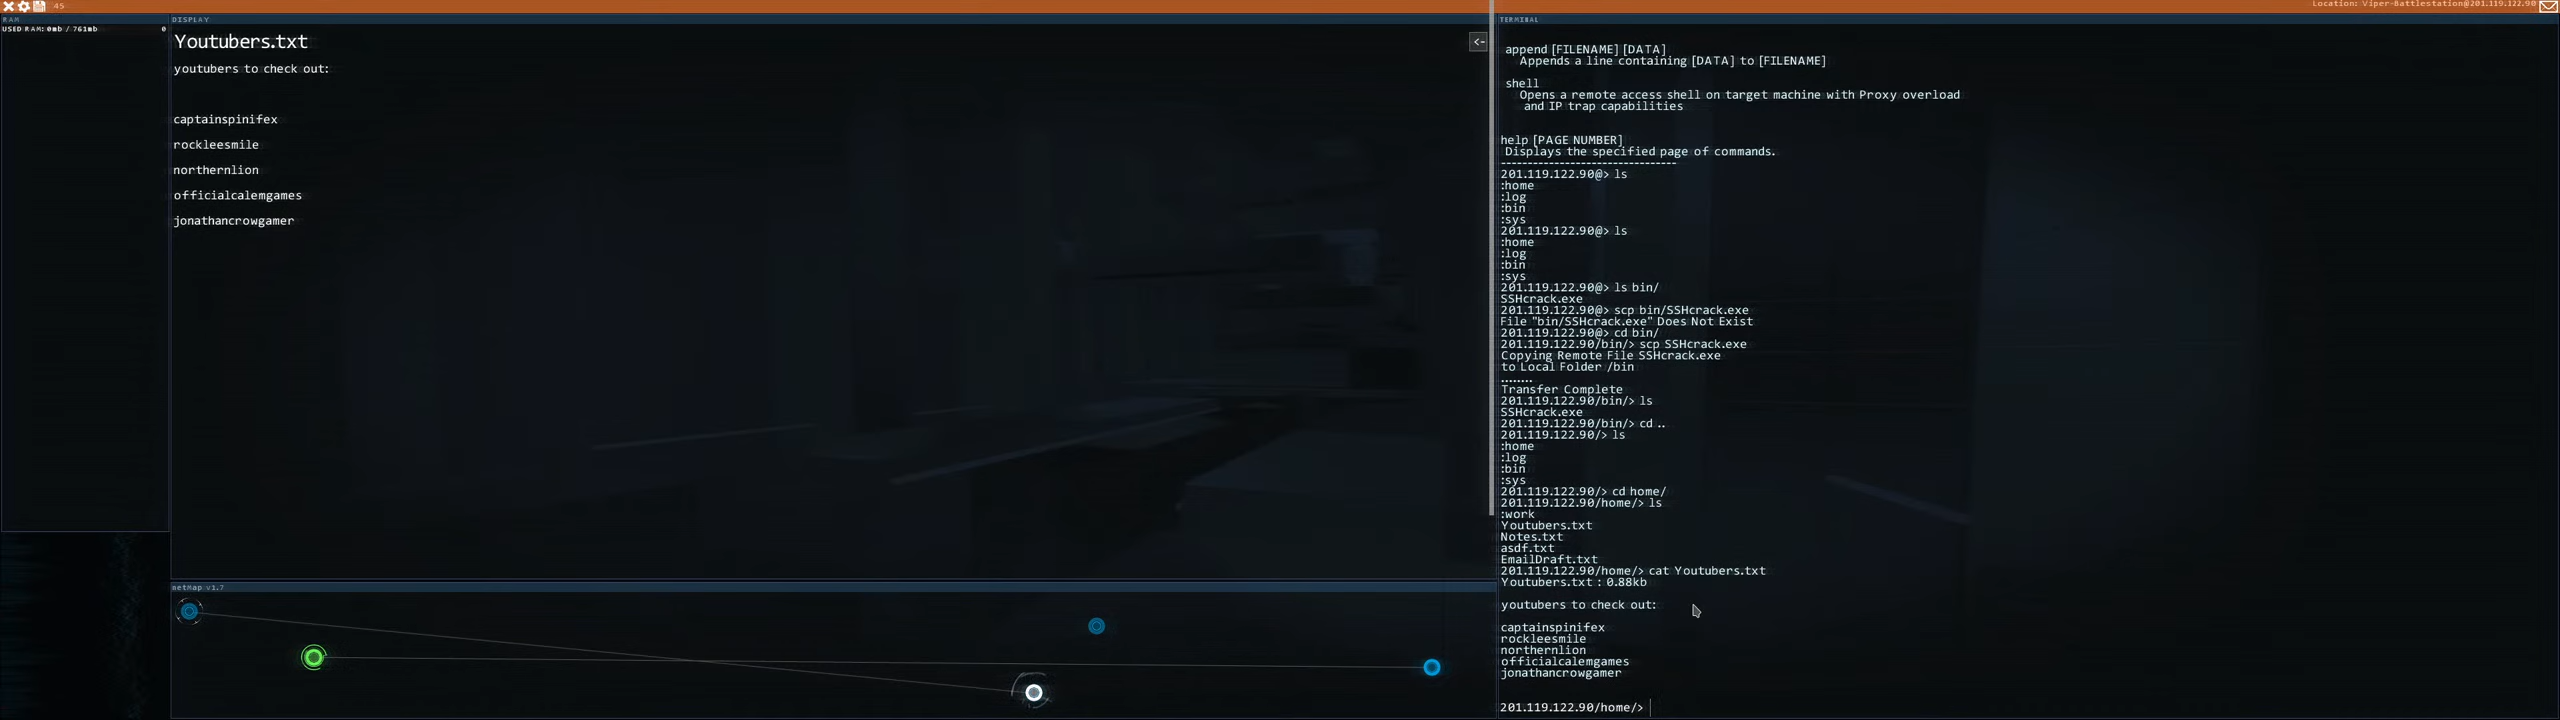 45
Location: Viper-Battlestation@201.119.122.90
RAM
USED RAM: 0mb / 761mb
0
DISPLAY
Youtubers.txt
<-
youtubers to check out:
captainspinifex
rockleesmile
northernlion
officialcalemgames
jonathancrowgamer
netMap v1.7
TERMINAL
append [FILENAME] [DATA]
Appends a line containing [DATA] to [FILENAME]
shell
Opens a remote access shell on target machine with Proxy overload
and IP trap capabilities
help [PAGE NUMBER]
Displays the specified page of commands.
---------------------------------
201.119.122.90@> ls
:home
:log
:bin
:sys
201.119.122.90@> ls
:home
:log
:bin
:sys
201.119.122.90@> ls bin/
SSHcrack.exe
201.119.122.90@> scp bin/SSHcrack.exe
File "bin/SSHcrack.exe" Does Not Exist
201.119.122.90@> cd bin/
201.119.122.90/bin/> scp SSHcrack.exe
Copying Remote File SSHcrack.exe
to Local Folder /bin
........
Transfer Complete
201.119.122.90/bin/> ls
SSHcrack.exe
201.119.122.90/bin/> cd ..
201.119.122.90/> ls
:home
:log
:bin
:sys
201.119.122.90/> cd home/
201.119.122.90/home/> ls
:work
Youtubers.txt
Notes.txt
asdf.txt
EmailDraft.txt
201.119.122.90/home/> cat Youtubers.txt
Youtubers.txt : 0.88kb
youtubers to check out:
captainspinifex
rockleesmile
northernlion
officialcalemgames
jonathancrowgamer
201.119.122.90/home/>